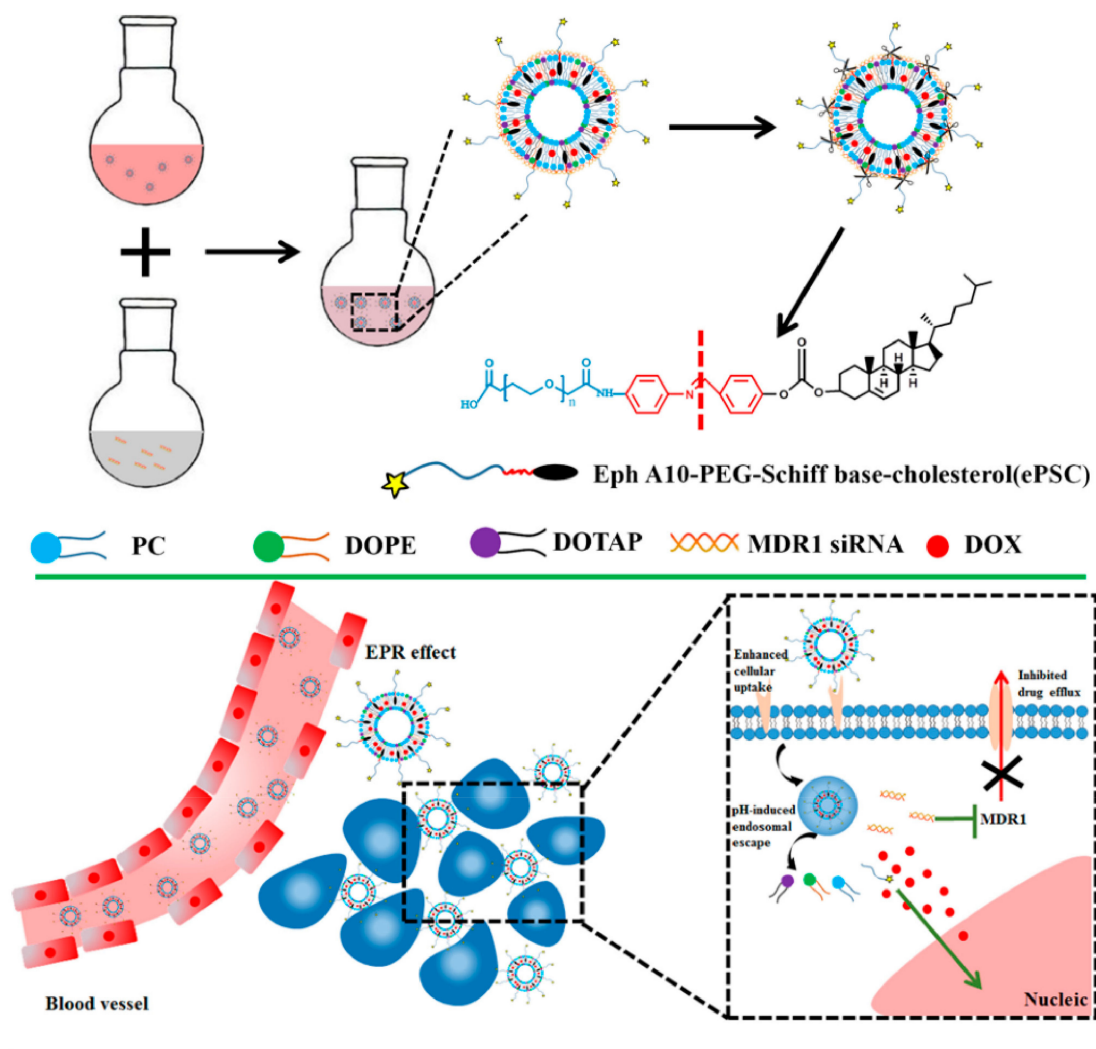 O
O
O
HO
O
n
NH
N
O
O
O
H
H
H
H
Eph A10-PEG-Schiff base-cholesterol(ePSC)
PC
DOPE
DOTAP
MDR1 siRNA
DOX
EPR effect
Blood vessel
Enhanced
cellular
uptake
Inhibited
drug efflux
pH-induced
endosomal
escape
MDR1
Nucleic